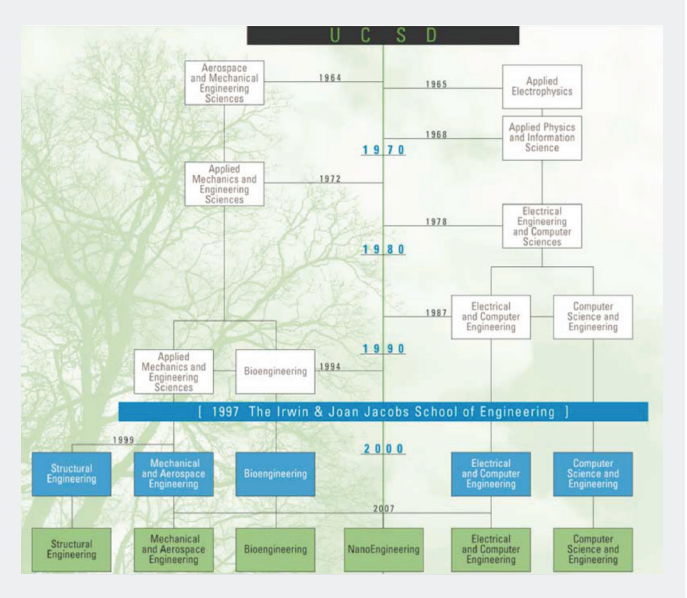 U C S D
Aerospace
and Mechanical
Engineering
Sciences
1964
1965
Applied
Electrophysics
1968
Applied Physics
and Information
Science
1970
Applied
Mechanics and
Engineering
Sciences
1972
1978
Electrical
Engineering
and Computer
Sciences
1980
1987
Electrical
and Computer
Engineering
Computer
Science and
Engineering
1990
Applied
Mechanics and
Engineering
Sciences
Bioengineering
1994
[ 1997 The Irwin & Joan Jacobs School of Engineering ]
1999
2000
Structural
Engineering
Mechanical
and Aerospace
Engineering
Bioengineering
Electrical
and Computer
Engineering
Computer
Science and
Engineering
2007
Structural
Engineering
Mechanical
and Aerospace
Engineering
Bioengineering
NanoEngineering
Electrical
and Computer
Engineering
Computer
Science and
Engineering